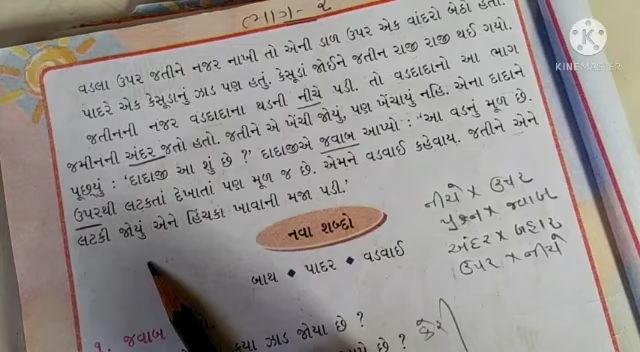 ભાગ-૨
વડલા ઉપર જતીને નજર નાખી તો એની ડાળ ઉપર એક વાંદરો બેઠો હતો.
પાદરે એક કેસૂડાનું ઝાડ પણ હતું. કેસૂડા જોઈને જતીન રાજી રાજી થઈ ગયો.
જતીનની નજર વડદાદાના થડની નીચે પડી. તો વડદાદાનો આ ભાગ
જમીનની અંદર જતો હતો. જતીને એ ખેંચી જોયું, પણ ખેંચાયું નહિ. એના દાદાને
પૂછ્યું : 'દાદાજી આ શું છે ?' દાદાજીએ જવાબ આપ્યો : 'આ વડનું મૂળ છે.
ઉપરથી લટકતાં દેખાતાં પણ મૂળ જ છે. એમને વડવાઈ કહેવાય. જતીને એને
લટકી જોયું એને હિંચકા ખાવાની મજા પડી.'
નવા શબ્દો
બાથ ◆ પાદર ◆ વડવાઈ
નીચે × ઉપર
પ્રશ્ન × જવાબ
અંદર × બહાર
ઉપર × નીચે
૧. જવાબ
કયા ઝાડ જોયા છે ?
છે ?
KINEMASTER